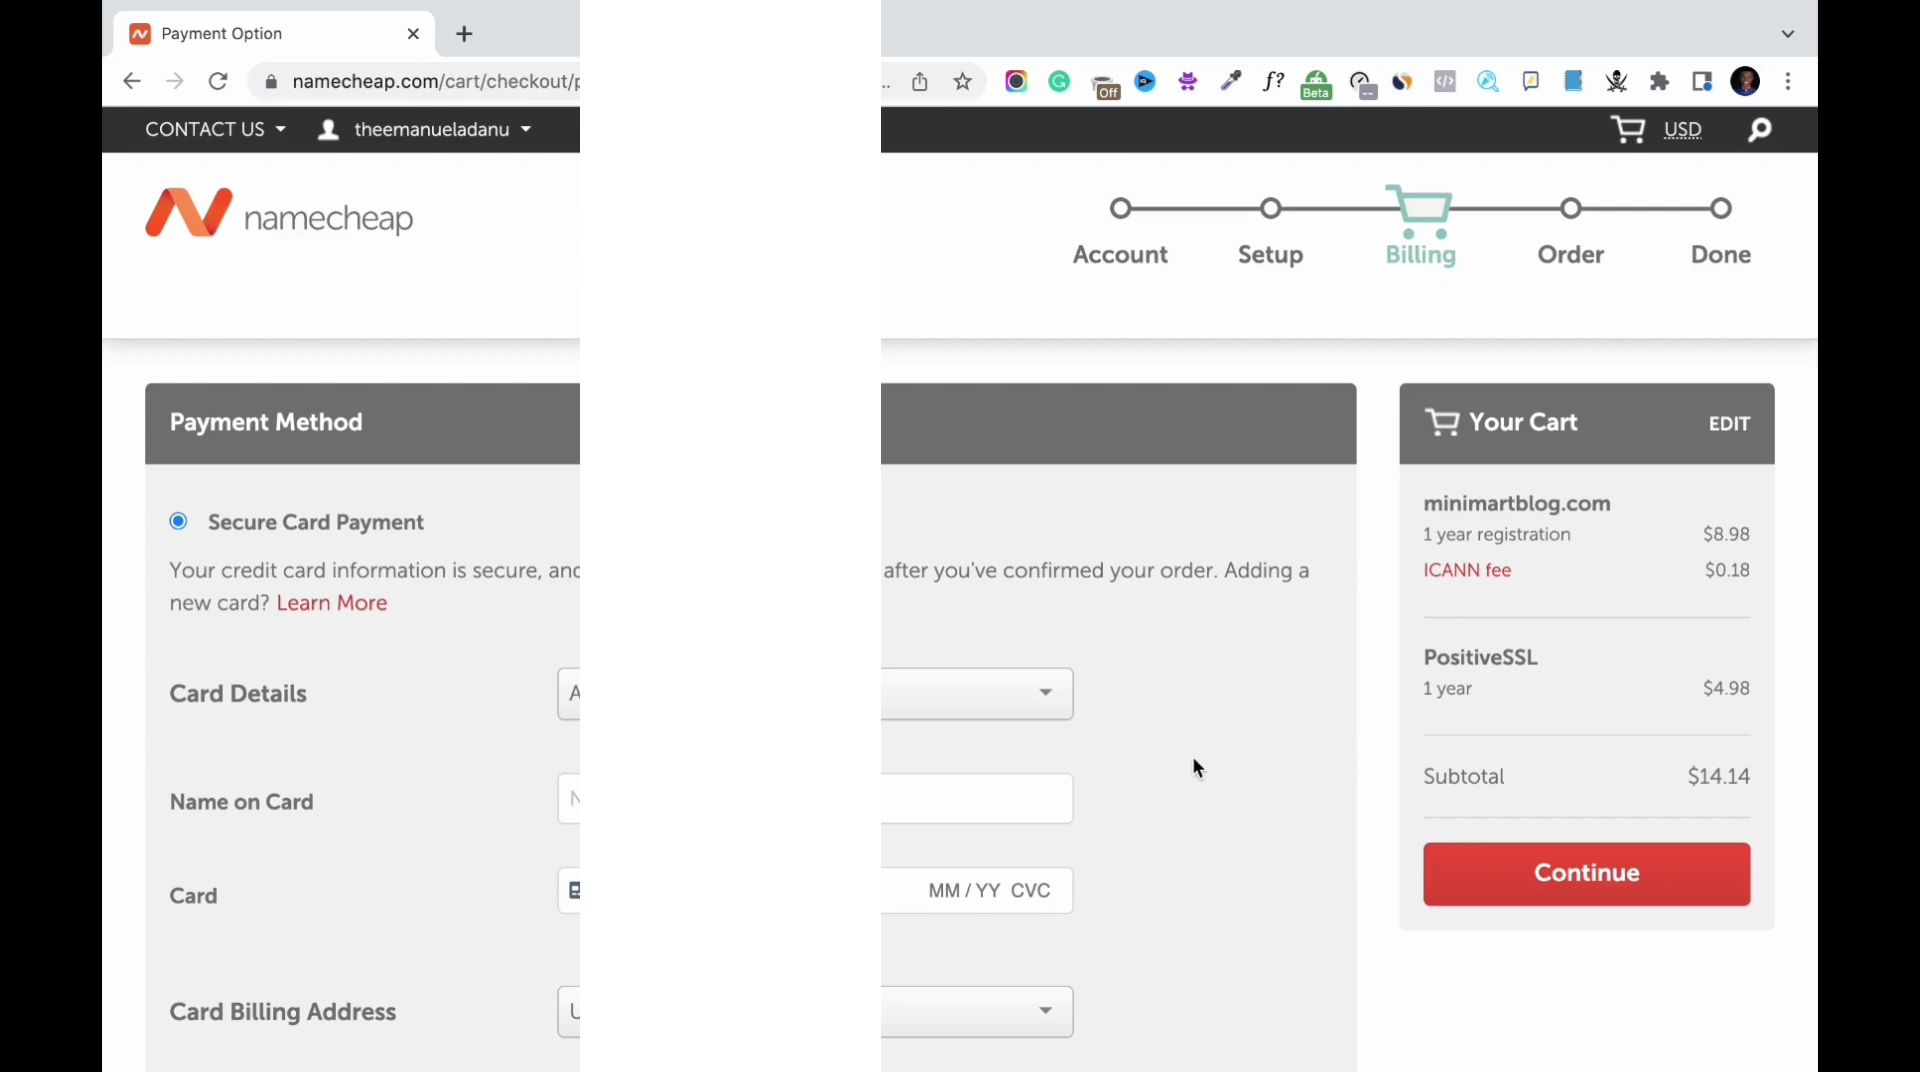 Payment Option
namecheap.com/cart/checkout/
Off
f?
Beta
CONTACT US
theemanueladanu
USD
namecheap
Account
Setup
Billing
Order
Done
Payment Method
Your Cart
EDIT
Secure Card Payment
Your credit card information is secure, and
after you've confirmed your order. Adding a
new card? Learn More
Card Details
Name on Card
Card
MM / YY CVC
Card Billing Address
minimartblog.com
1 year registration $8.98
ICANN fee $0.18
PositiveSSL
1 year $4.98
Subtotal $14.14
Continue